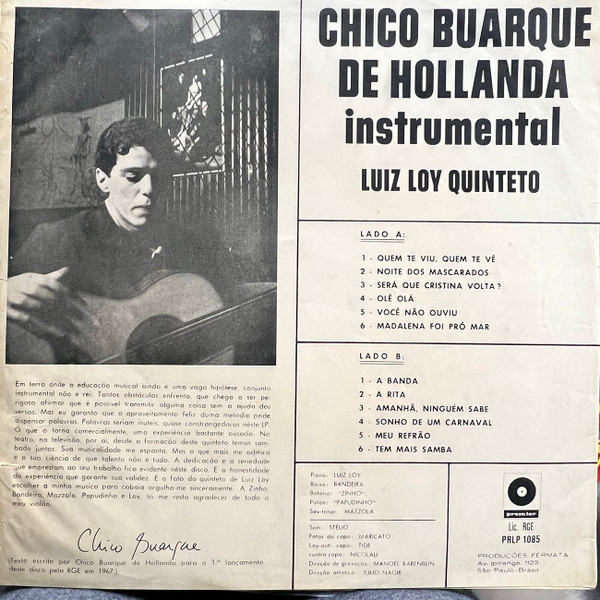 CHICO BUARQUE
DE HOLLANDA
instrumental
LUIZ LOY QUINTETO
LADO A:
1 - QUEM TE VIU, QUEM TE VÊ
2 - NOITE DOS MASCARADOS
3 - SERÁ QUE CRISTINA VOLTA?
4 - OLÊ OLÁ
5 - VOCÊ NÃO OUVIU
6 - MADALENA FOI PRÓ MAR
LADO B:
1 - A BANDA
2 - A RITA
3 - AMANHÃ, NINGUÉM SABE
4 - SONHO DE UM CARNAVAL
5 - MEU REFRÃO
6 - TEM MAIS SAMBA
Em terra onde a educação musical ainda é uma vaga hipótese, conjunto
instrumental não é rei. Tantos obstáculos enfrenta, que chega a ser pe-
rigoso afirmar que é possível transmitir alguma coisa sem a ajuda dos
versos. Mas eu garanto que o aproveitamento feliz duma melodia pode
dispensar palavras. Palavras seriam inúteis, quase constrangedoras nêste LP.
O que o torna comercialmente, uma experiência bastante ousada. No
teatro, na televisão, por aí, desde a formação deste quinteto temos sam-
bado juntos. Sua musicalidade me espanta. Mas o que mais me admira
é a sua ciência de que talento não é tudo. A dedicação e a seriedade
que emprestam ao seu trabalho fica evidente nêste disco. E a honestidade
da experiência que garante sua validez. E o fato do quinteto de Luiz Loy
escolher a minha musica para cobaia orgulha-me sinceramente. A Zinho,
Bandeira, Mazzola, Papudinho e Loy, só me resta agradecer de todo o
meu violão.
Chico Buarque
(Texto escrito por Chico Buarque de Hollanda para o 1.º lançamento
deste disco pela RGE em 1967.)
Piano: LUIZ LOY
Baixo: BANDEIRA
Bateria: "ZINHO"
Piston: "PAPUDINHO"
Sax-tenor: MAZZOLA
Som: STÉLIO
Fotos da capa: MARICATO
Lay-out: capa: TIDE
contra capa: NICOLAU
Direção de gravação: MANOEL BARENBEIN
Direção artística: JULIO NAGIB
premier
Lic. RGE
PRLP 1085
PRODUÇÕES FERMATA
Av. Ipiranga, 1123
São Paulo-Brasil